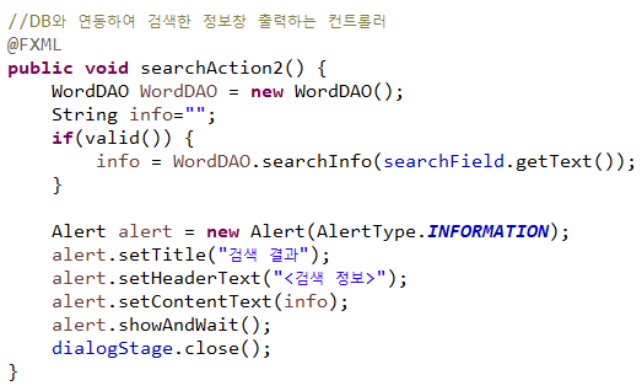 //DB와 연동하여 검색한 정보창 출력하는 컨트롤러
@FXML
public void searchAction2() {
    WordDAO WordDAO = new WordDAO();
    String info="";
    if(valid()) {
        info = WordDAO.searchInfo(searchField.getText());
    }

    Alert alert = new Alert(AlertType.INFORMATION);
    alert.setTitle("검색 결과");
    alert.setHeaderText("<검색 정보>");
    alert.setContentText(info);
    alert.showAndWait();
    dialogStage.close();
}